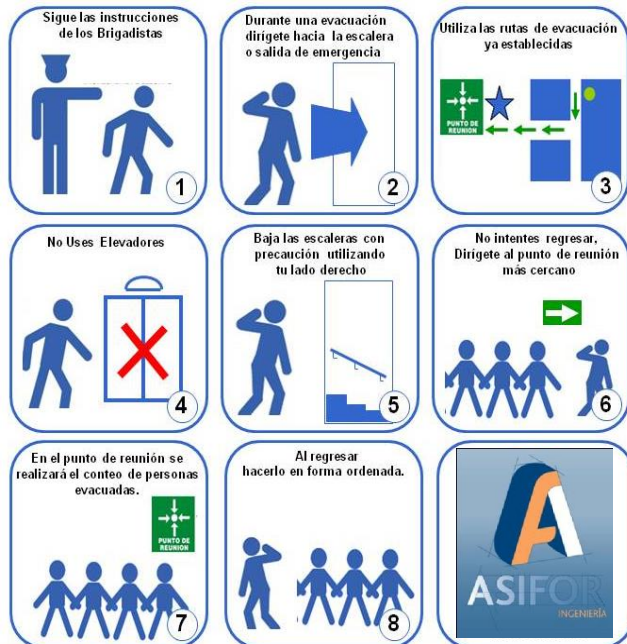 Sigue las instrucciones
de los Brigadistas
1
Durante una evacuación
dirígete hacia la escalera
o salida de emergencia
2
Utiliza las rutas de evacuación
ya establecidas
PUNTO DE
REUNION
3
No Uses Elevadores
4
Baja las escaleras con
precaución utilizando
tu lado derecho
5
No intentes regresar,
Dirígete al punto de reunión
más cercano
6
En el punto de reunión se
realizará el conteo de personas
evacuadas.
PUNTO DE
REUNION
7
Al regresar
hacerlo en forma ordenada.
8
ASIFOR
INGENIERÍA